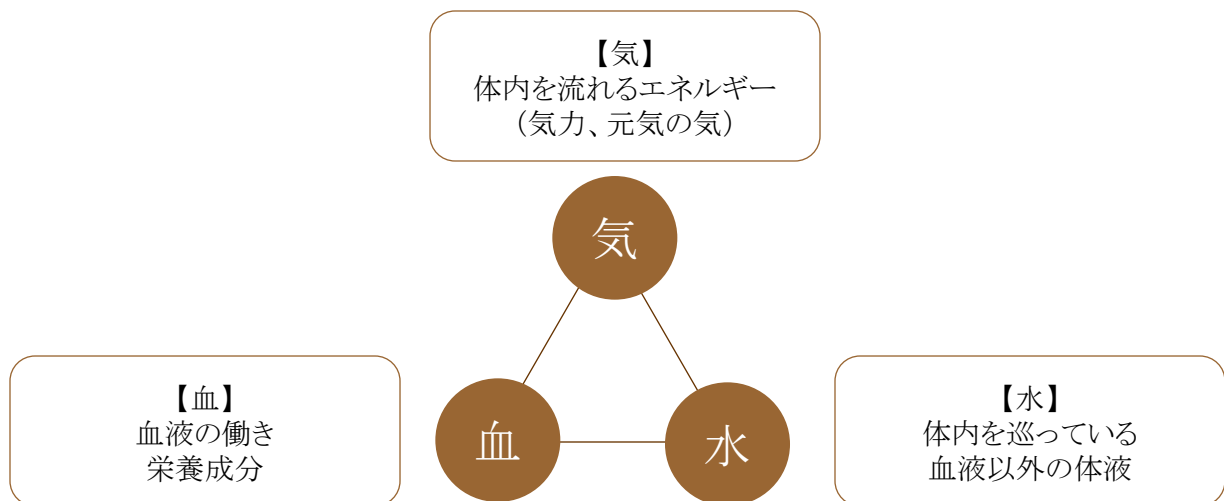 【気】
体内を流れるエネルギー
（気力、元気の気）
気
【血】
血液の働き
栄養成分
血
水
【水】
体内を巡っている
血液以外の体液